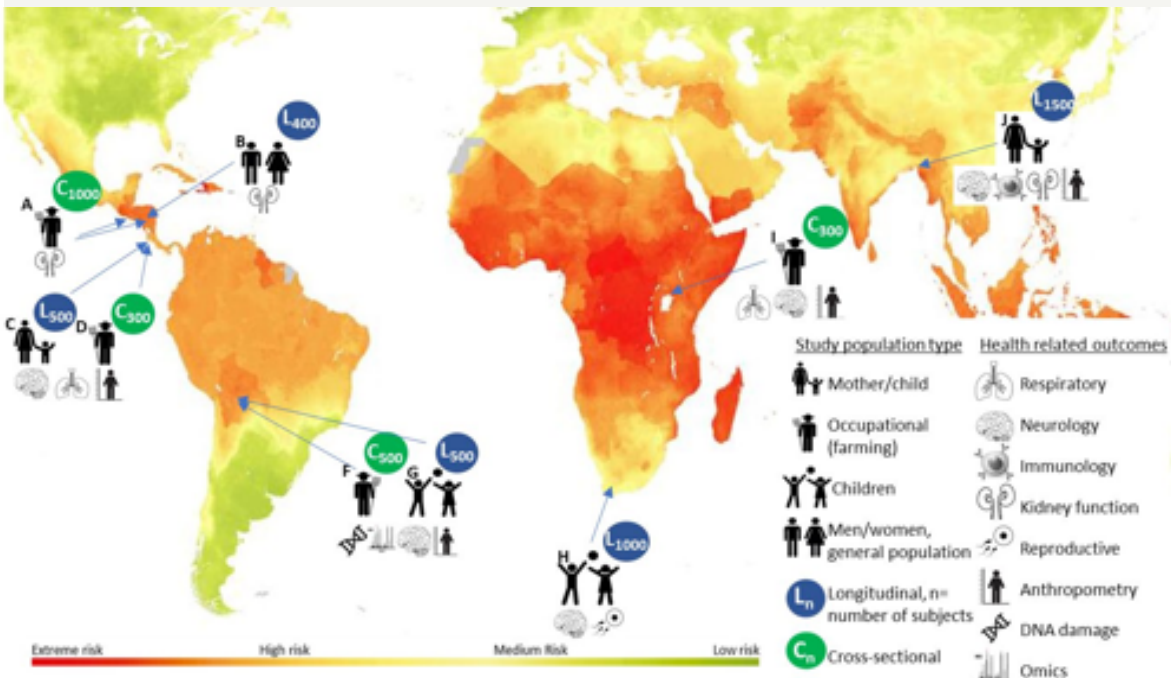 L400
B
C1000
A
L500
C300
C
D
L1500
J
C300
I
C500
L500
F
G
L1000
H
Study population type
Mother/child
Occupational
(farming)
Children
Men/women,
general population
Ln Longitudinal, n=
number of subjects
Cn Cross-sectional
Health related outcomes
Respiratory
Neurology
Immunology
Kidney function
Reproductive
Anthropometry
DNA damage
Omics
Extreme risk
High risk
Medium Risk
Low risk